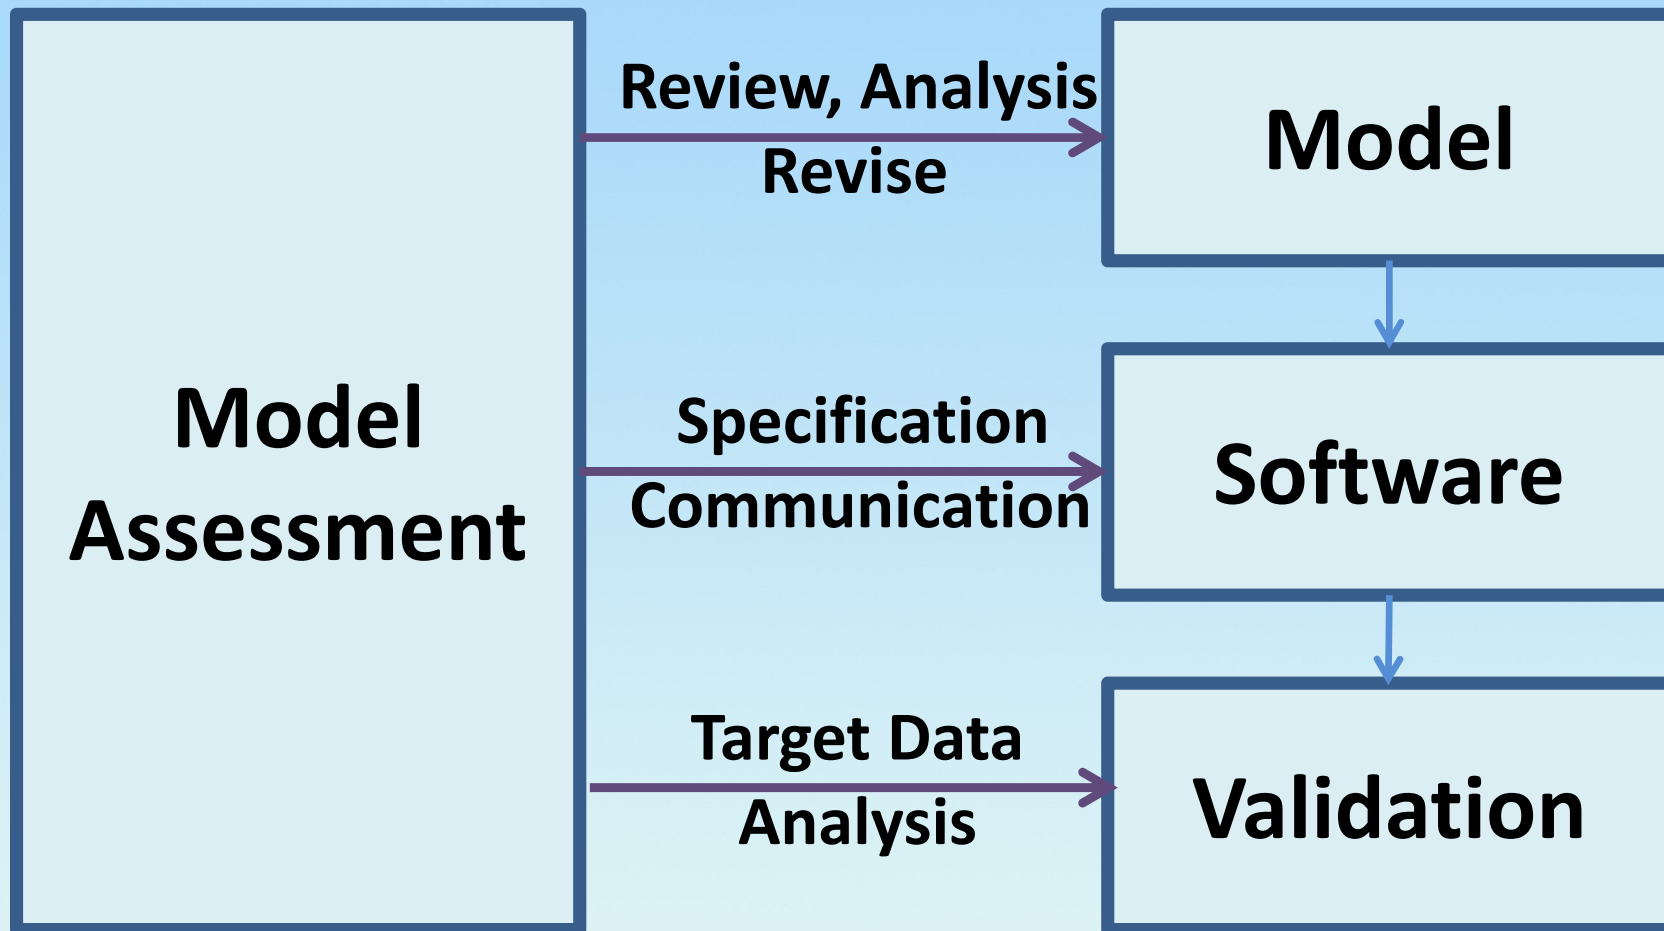 Model
Assessment
Review, Analysis
Revise
Model
Specification
Communication
Software
Target Data
Analysis
Validation